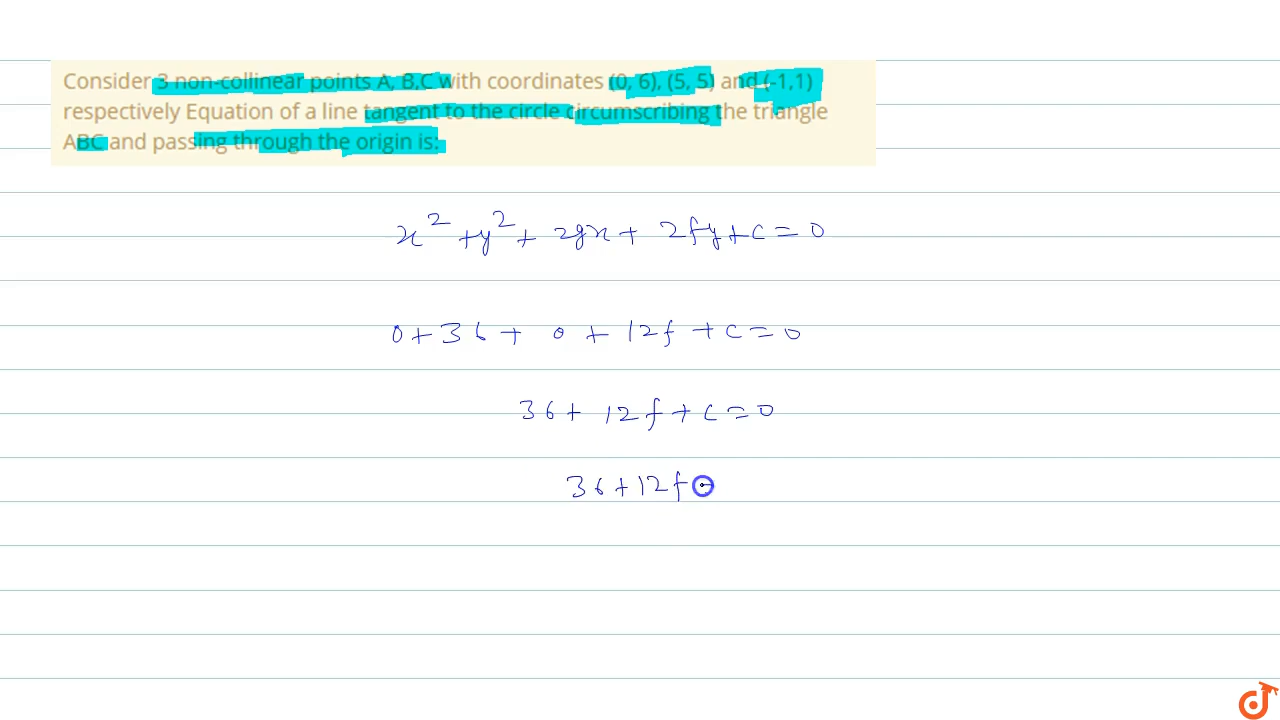 Consider 3 non-collinear points A, B,C with coordinates (0, 6), (5, 5) and (-1,1)
respectively Equation of a line tangent to the circle circumscribing the triangle
ABC and passing through the origin is:
x² + y² + 2gx + 2fy + c = 0
0 + 36 + 0 + 12f + c = 0
36 + 12f + c = 0
36 + 12f